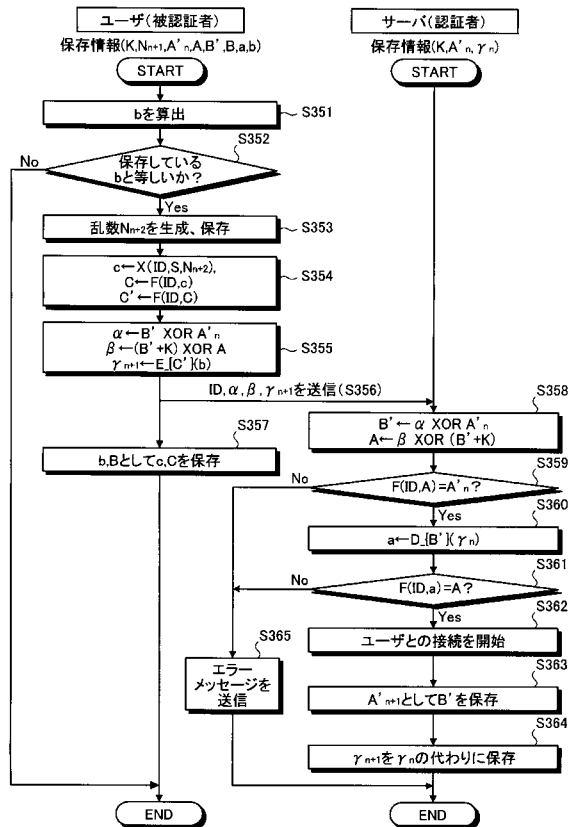 ユーザ(被認証者)
保存情報(K,Nn+1,A'n,A,B',B,a,b)
START
bを算出
S351
S352
保存している
bと等しいか?
No
Yes
乱数Nn+2を生成、保存
S353
c←X(ID,S,Nn+2),
C←F(ID,c)
C'←F(ID,C)
S354
α←B' XOR A'n
β←(B'+K) XOR A
γn+1←E_{C'}(b)
S355
ID,α,β,γn+1を送信(S356)
S357
b,Bとしてc,Cを保存
END
サーバ(認証者)
保存情報(K,A'n,γn)
START
S358
B'←α XOR A'n
A←β XOR (B'+K)
S359
F(ID,A)=A'n?
No
Yes
S360
a←D_{B'}(γn)
S361
F(ID,a)=A?
No
Yes
S362
ユーザとの接続を開始
S365
エラー
メッセージを
送信
S363
A'n+1としてB'を保存
S364
γn+1をγnの代わりに保存
END